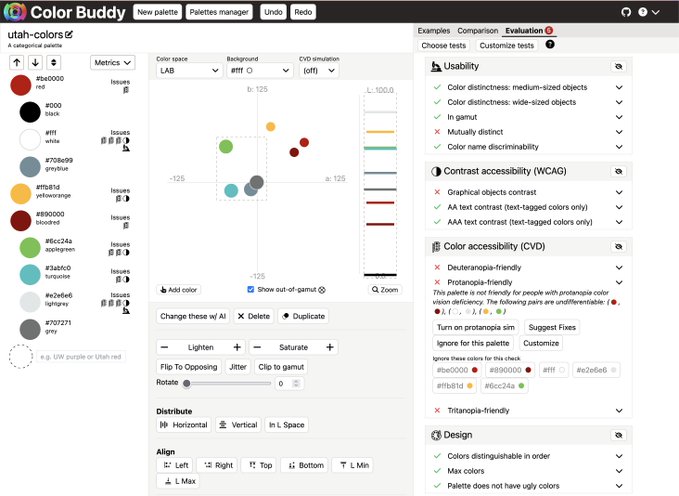 Color Buddy
New palette
Palettes manager
Undo
Redo
utah-colors
A categorical palette
Metrics
#be0000
red
Issues
#000
black
#fff
white
Issues
#708e99
greyblue
#ffb81d
yelloworange
Issues
#890000
bloodred
Issues
#6cc24a
applegreen
Issues
#3abfc0
turquoise
Issues
#e2e6e6
lightgrey
Issues
#707271
grey
e.g. UW purple or Utah red
Color space
LAB
Background
#fff
CVD simulation
(off)
b: 125
L: 100.0
-125
a: 125
-125
0.0
Add color
Show out-of-gamut
Zoom
Change these w/ AI
Delete
Duplicate
Lighten
Saturate
Flip To Opposing
Jitter
Clip to gamut
Rotate
0
Distribute
Horizontal
Vertical
In L Space
Align
Left
Right
Top
Bottom
L Min
L Max
Examples
Comparison
Evaluation 5
Choose tests
Customize tests
Usability
Color distinctness: medium-sized objects
Color distinctness: wide-sized objects
In gamut
Mutually distinct
Color name discriminability
Contrast accessibility (WCAG)
Graphical objects contrast
AA text contrast (text-tagged colors only)
AAA text contrast (text-tagged colors only)
Color accessibility (CVD)
Deuteranopia-friendly
Protanopia-friendly
This palette is not friendly for people with protanopia color
vision deficiency. The following pairs are undifferentiable: ( ,
), ( , ), ( , )
Turn on protanopia sim
Suggest Fixes
Ignore for this palette
Customize
Ignore these colors for this check
#be0000
#890000
#fff
#e2e6e6
#ffb81d
#6cc24a
Tritanopia-friendly
Design
Colors distinguishable in order
Max colors
Palette does not have ugly colors